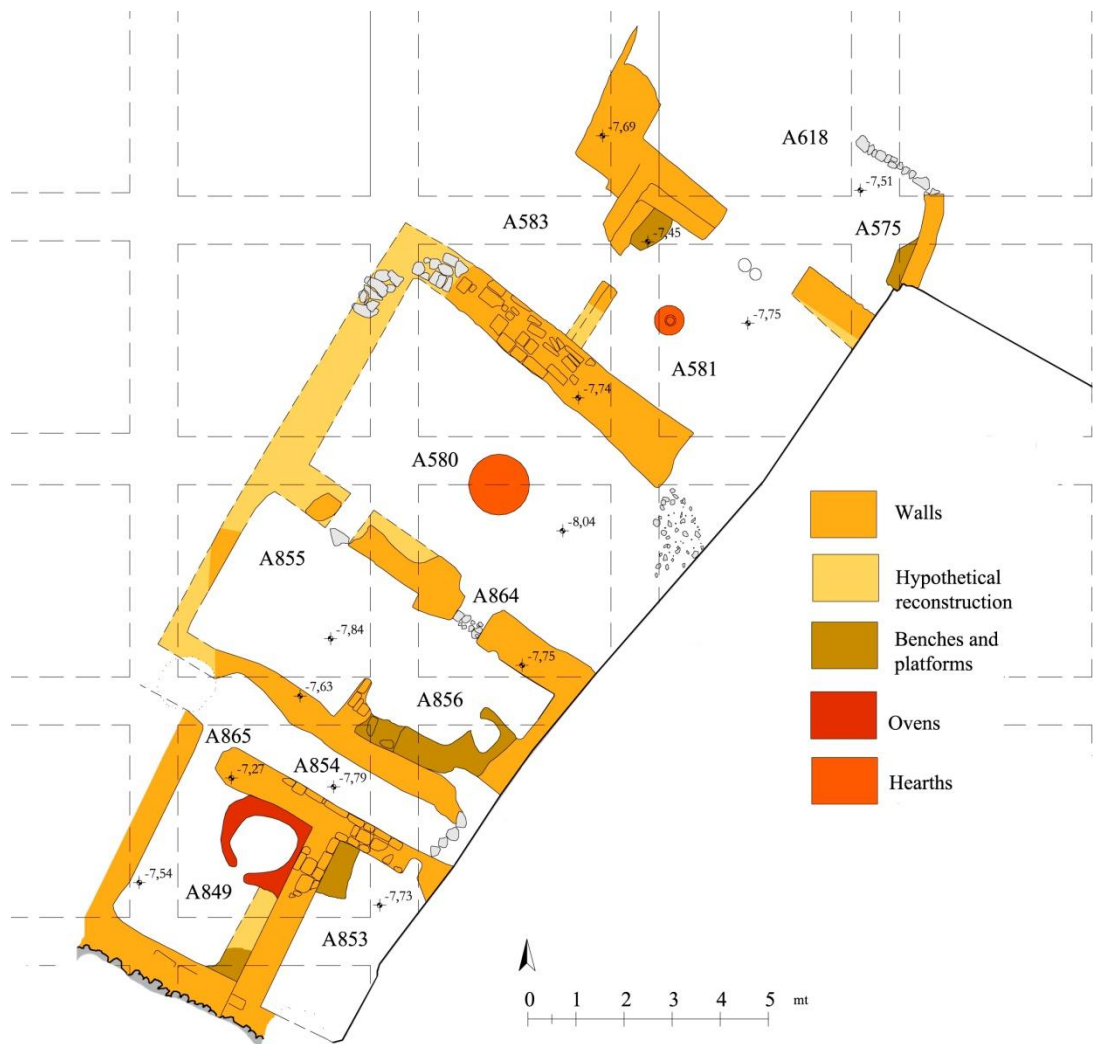 -7,69
A618
-7,51
A583
A575
-7,45
-7,75
A581
-7,74
A580
-8,04
Walls
A855
Hypothetical
reconstruction
A864
-7,84
-7,75
Benches and
platforms
-7,63
A856
Ovens
A865
A854
-7,27
-7,79
Hearths
-7,54
A849
-7,73
A853
0 1 2 3 4 5 mt